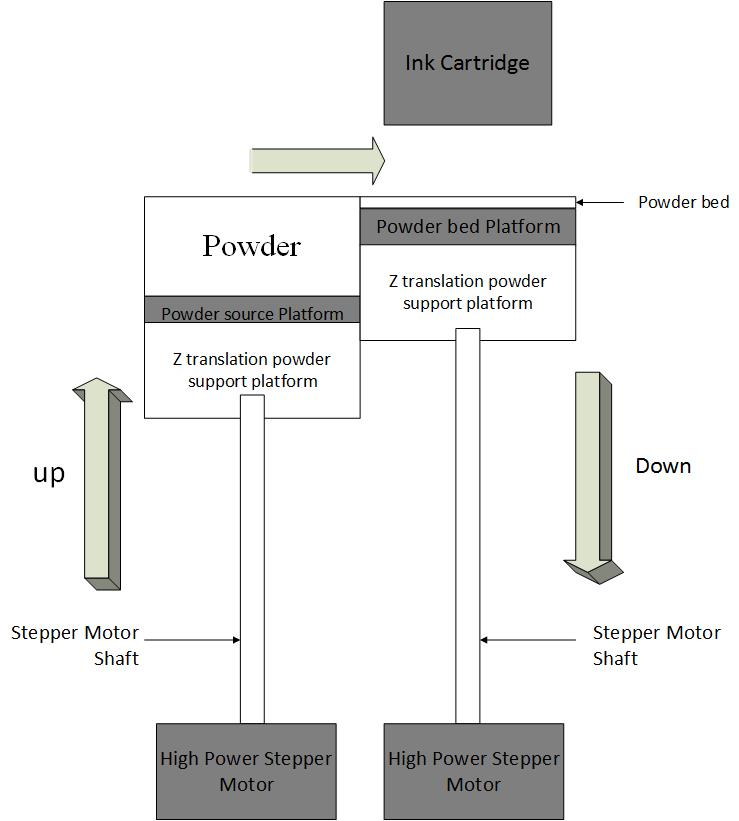 Ink Cartridge
Powder bed
Powder
Powder bed Platform
Z translation powder
support platform
Powder source Platform
Z translation powder
support platform
up
Down
Stepper Motor
Shaft
Stepper Motor
Shaft
High Power Stepper
Motor
High Power Stepper
Motor